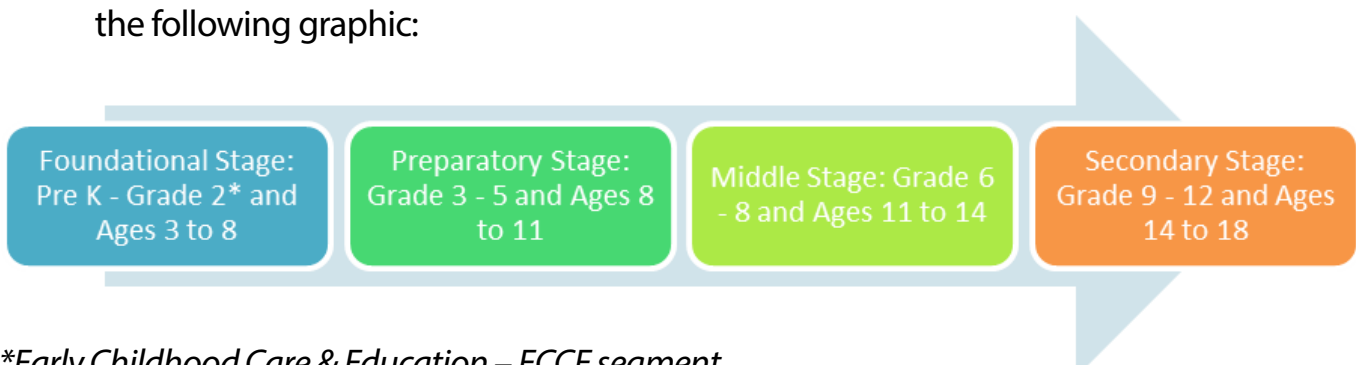 the following graphic:
Foundational Stage:
Pre K - Grade 2* and
Ages 3 to 8
Preparatory Stage:
Grade 3 - 5 and Ages 8
to 11
Middle Stage: Grade 6
- 8 and Ages 11 to 14
Secondary Stage:
Grade 9 - 12 and Ages
14 to 18
*Early Childhood Care & Education – ECCE segment